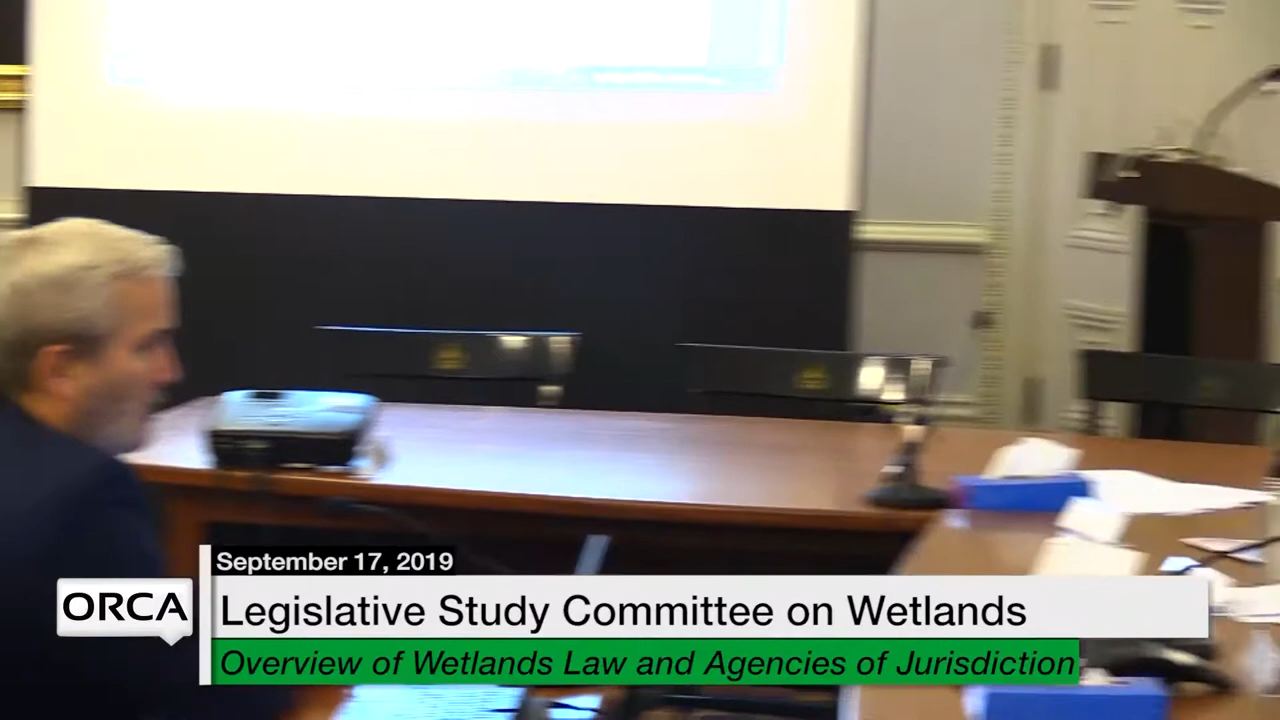 September 17, 2019
ORCA
Legislative Study Committee on Wetlands
Overview of Wetlands Law and Agencies of Jurisdiction